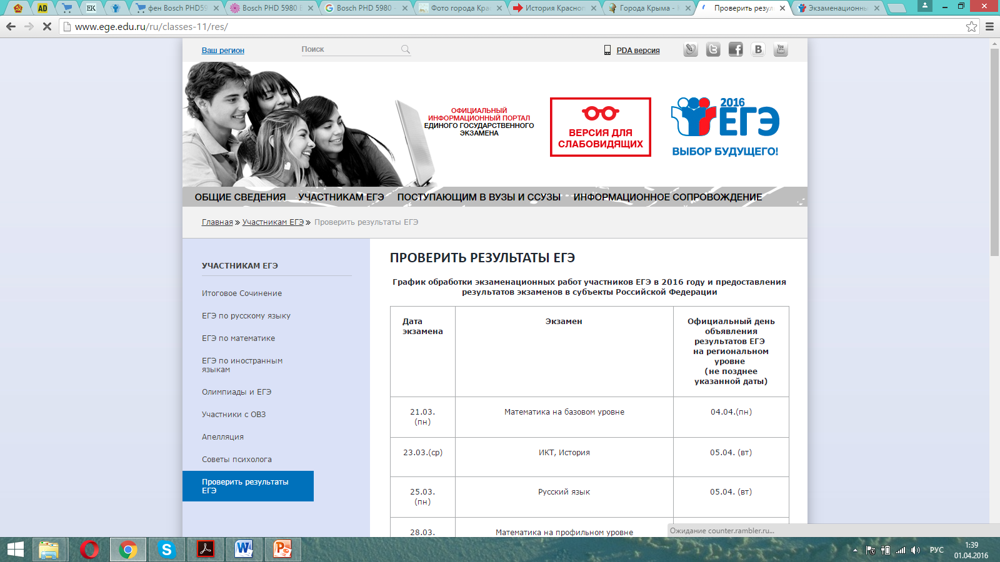 AD
EK
фен Bosch PHD59
Bosch PHD 5980 B
Bosch PHD 5980 -
Фото города Крас
История Красног
Города Крыма -
Проверить резул
Экзаменационны
www.ege.edu.ru/ru/classes-11/res/
Ваш регион
Поиск
PDA версия
ОФИЦИАЛЬНЫЙ
ИНФОРМАЦИОННЫЙ ПОРТАЛ
ЕДИНОГО ГОСУДАРСТВЕННОГО
ЭКЗАМЕНА
ВЕРСИЯ ДЛЯ
СЛАБОВИДЯЩИХ
2016
ЕГЭ
ВЫБОР БУДУЩЕГО!
ОБЩИЕ СВЕДЕНИЯ УЧАСТНИКАМ ЕГЭ ПОСТУПАЮЩИМ В ВУЗЫ И ССУЗЫ ИНФОРМАЦИОННОЕ СОПРОВОЖДЕНИЕ
Главная » Участникам ЕГЭ » Проверить результаты ЕГЭ
УЧАСТНИКАМ ЕГЭ
Итоговое Сочинение
ЕГЭ по русскому языку
ЕГЭ по математике
ЕГЭ по иностранным
языкам
Олимпиады и ЕГЭ
Участники с ОВЗ
Апелляция
Советы психолога
Проверить результаты
ЕГЭ
ПРОВЕРИТЬ РЕЗУЛЬТАТЫ ЕГЭ
График обработки экзаменационных работ участников ЕГЭ в 2016 году и предоставления
результатов экзаменов в субъекты Российской Федерации
Дата
экзамена
Экзамен
Официальный день
объявления
результатов ЕГЭ
на региональном
уровне
(не позднее
указанной даты)
21.03.
(пн)
Математика на базовом уровне
04.04.(пн)
23.03.(ср)
ИКТ, История
05.04. (вт)
25.03.
(пн)
Русский язык
05.04. (вт)
28.03.
Математика на профильном уровне
Ожидание counter.rambler.ru...
РУС
1:39
01.04.2016